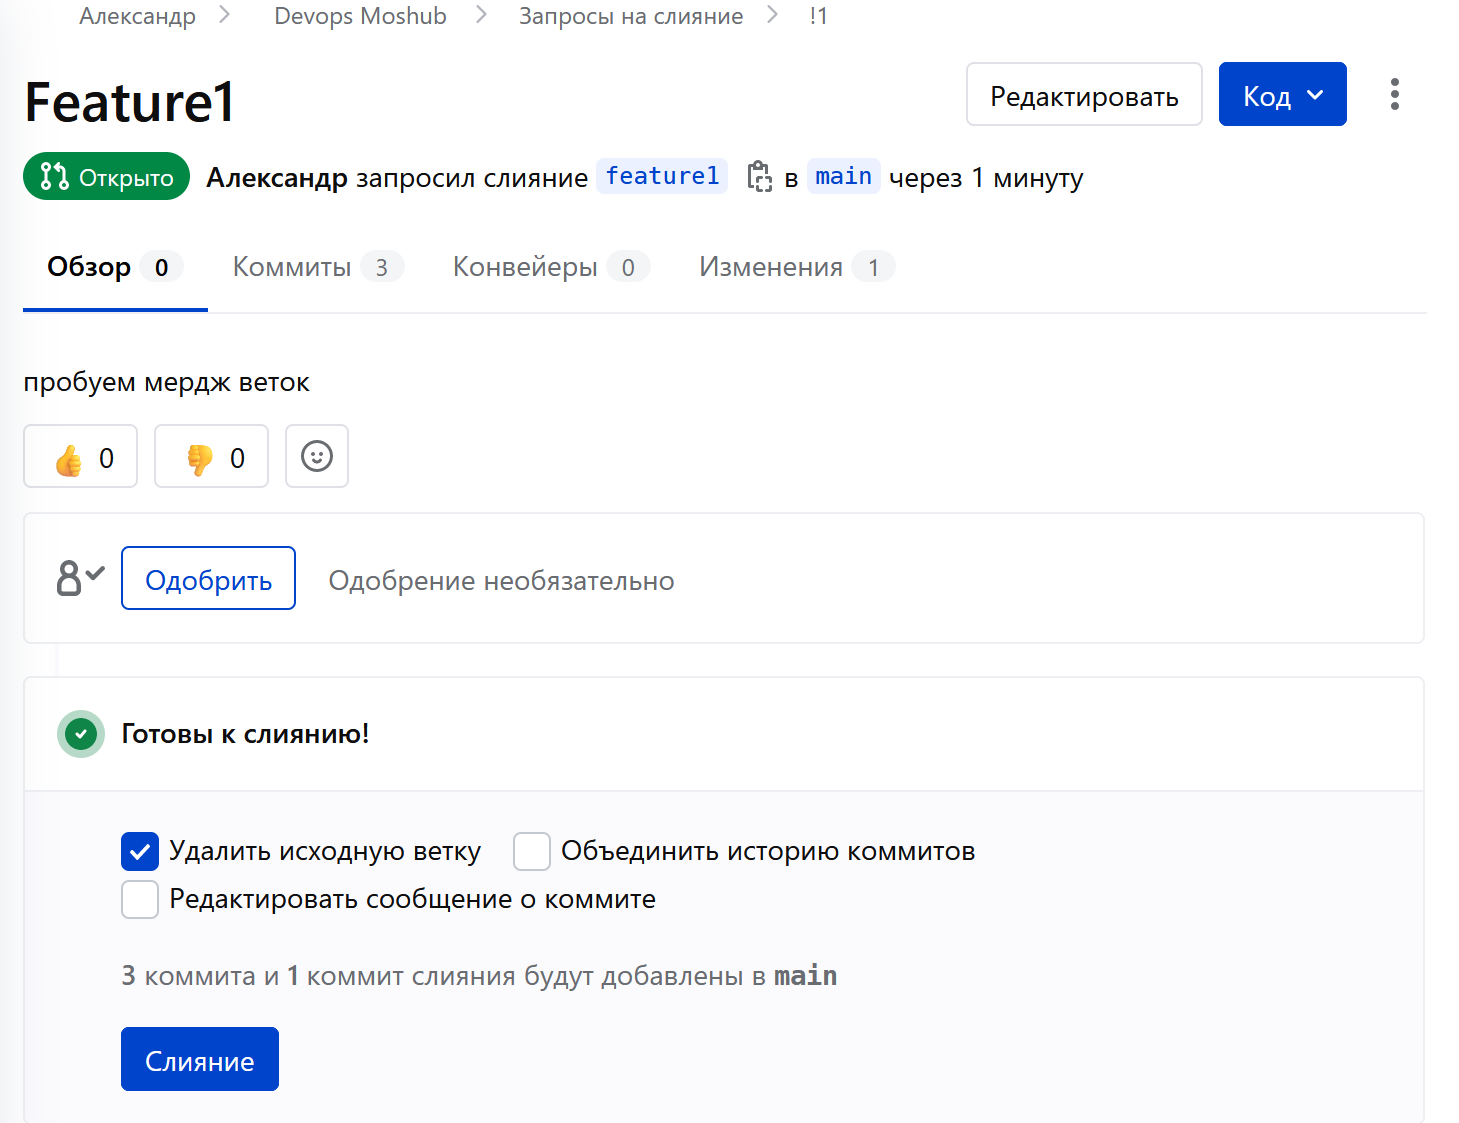 Александр > Devops Moshub > Запросы на слияние > !1
Feature1
Редактировать
Код
Открыто
Александр запросил слияние feature1 в main через 1 минуту
Обзор 0 Коммиты 3 Конвейеры 0 Изменения 1
пробуем мердж веток
👍 0 👎 0
Одобрить Одобрение необязательно
Готовы к слиянию!
Удалить исходную ветку Объединить историю коммитов
Редактировать сообщение о коммите
3 коммита и 1 коммит слияния будут добавлены в main
Слияние